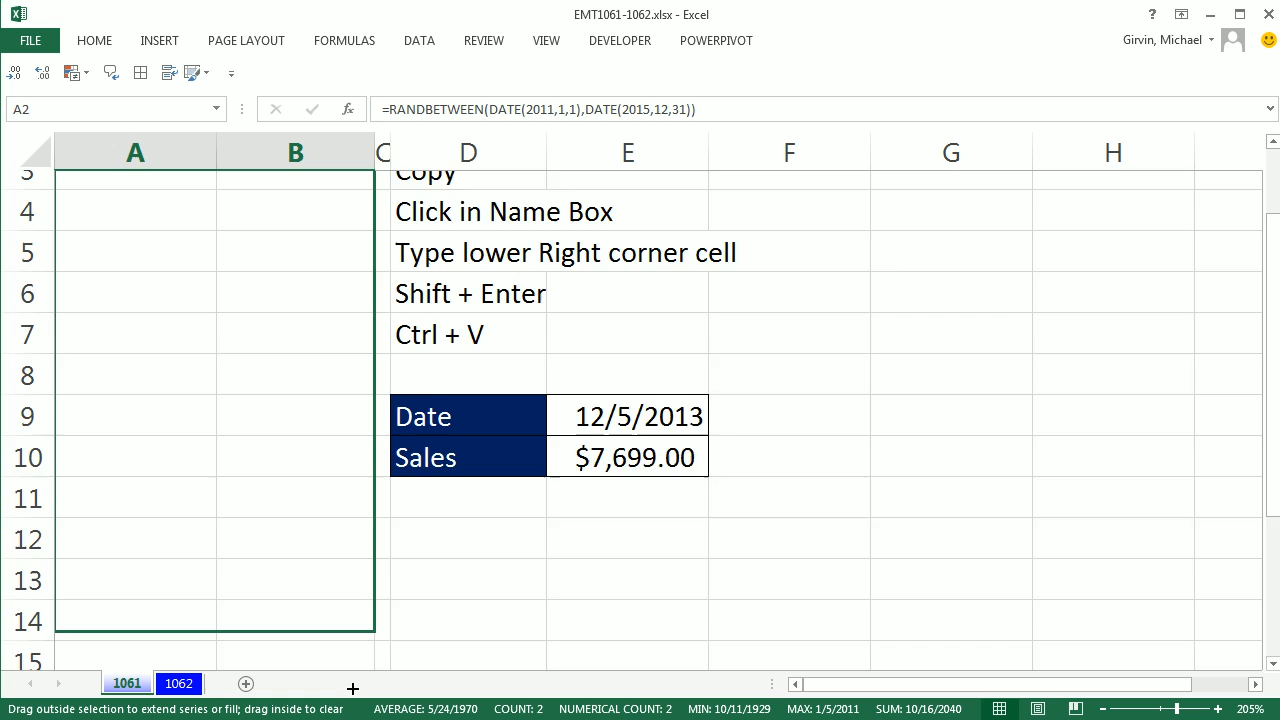 EMT1061-1062.xlsx - Excel
FILE HOME INSERT PAGE LAYOUT FORMULAS DATA REVIEW VIEW DEVELOPER POWERPIVOT Girvin, Michael
A2 fx =RANDBETWEEN(DATE(2011,1,1),DATE(2015,12,31))
A B C D E F G H
3 Copy
4 Click in Name Box
5 Type lower Right corner cell
6 Shift + Enter
7 Ctrl + V
8
9 Date 12/5/2013
10 Sales $7,699.00
11
12
13
14
15
1061 1062
Drag outside selection to extend series or fill; drag inside to clear AVERAGE: 5/24/1970 COUNT: 2 NUMERICAL COUNT: 2 MIN: 10/11/1929 MAX: 1/5/2011 SUM: 10/16/2040 205%